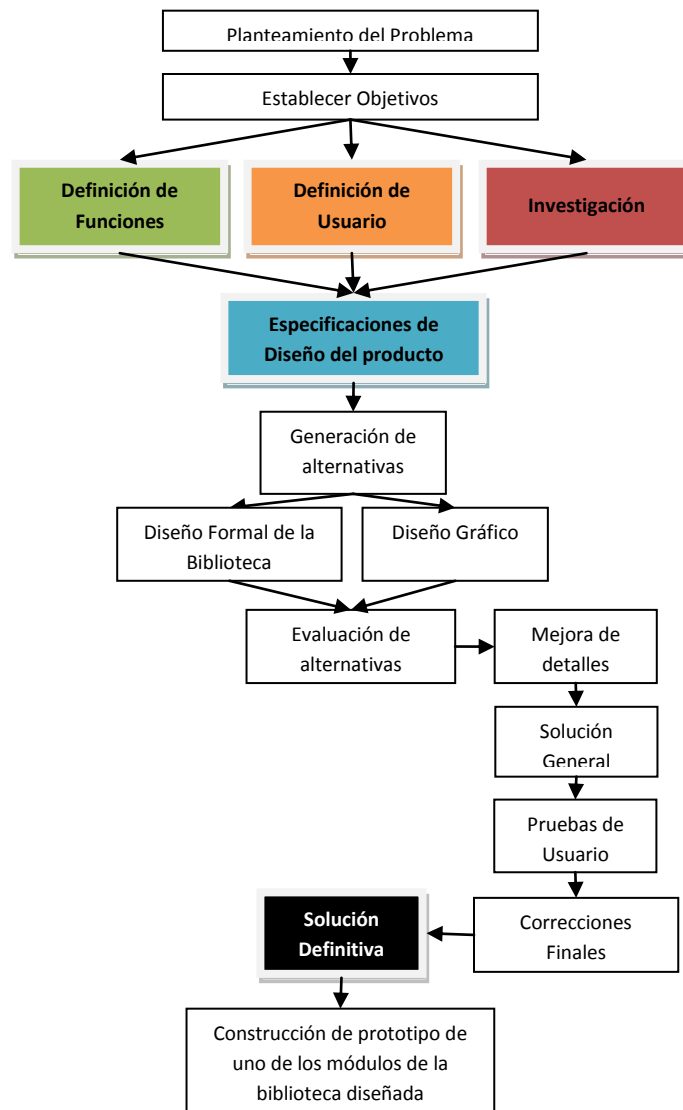 Planteamiento del Problema
Establecer Objetivos
Definición de
Funciones
Definición de
Usuario
Investigación
Especificaciones de
Diseño del producto
Generación de
alternativas
Diseño Formal de la
Biblioteca
Diseño Gráfico
Evaluación de
alternativas
Mejora de
detalles
Solución
General
Pruebas de
Usuario
Correcciones
Finales
Solución
Definitiva
Construcción de prototipo de
uno de los módulos de la
biblioteca diseñada